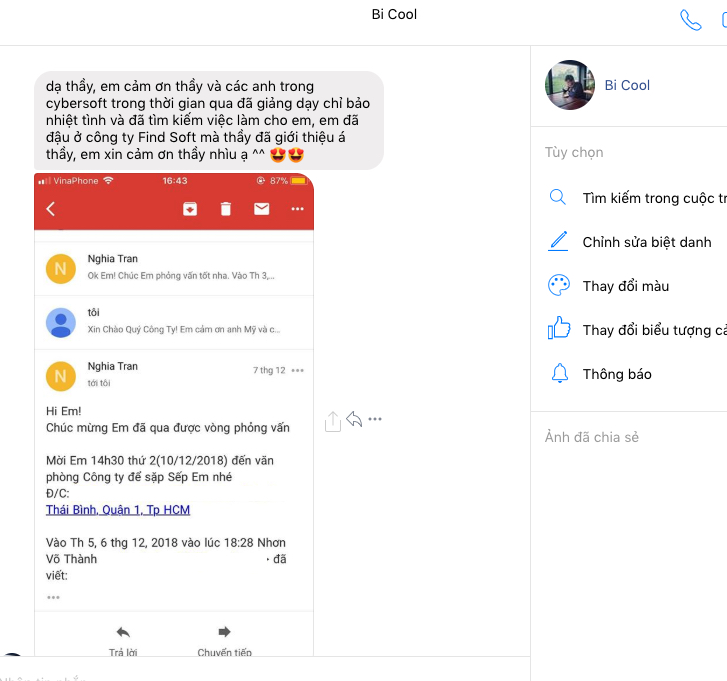 Bi Cool
dạ thầy, em cảm ơn thầy và các anh trong
cybersoft trong thời gian qua đã giảng dạy chỉ bảo
nhiệt tình và đã tìm kiếm việc làm cho em, em đã
đậu ở công ty Find Soft mà thầy đã giới thiệu á
thầy, em xin cảm ơn thầy nhìu ạ ^^ 😍😍
VinaPhone 16:43 87%
N
Nghia Tran
Ok Em! Chúc Em phỏng vấn tốt nha. Vào Th 3,...
tôi
Xin Chào Quý Công Ty! Em cảm ơn anh Mỹ và c...
N
Nghia Tran
7 thg 12
tới tôi
Hi Em!
Chúc mừng Em đã qua được vòng phỏng vấn
Mời Em 14h30 thứ 2(10/12/2018) đến văn
phòng Công ty để sặp Sếp Em nhé
Đ/C:
Thái Bình, Quận 1, Tp HCM
Vào Th 5, 6 thg 12, 2018 vào lúc 18:28 Nhơn
Võ Thành · đã
viết:
Trả lời
Chuyển tiếp
Bi Cool
Tùy chọn
Tìm kiếm trong cuộc
Chỉnh sửa biệt danh
Thay đổi màu
Thay đổi biểu tượng
Thông báo
Ảnh đã chia sẻ